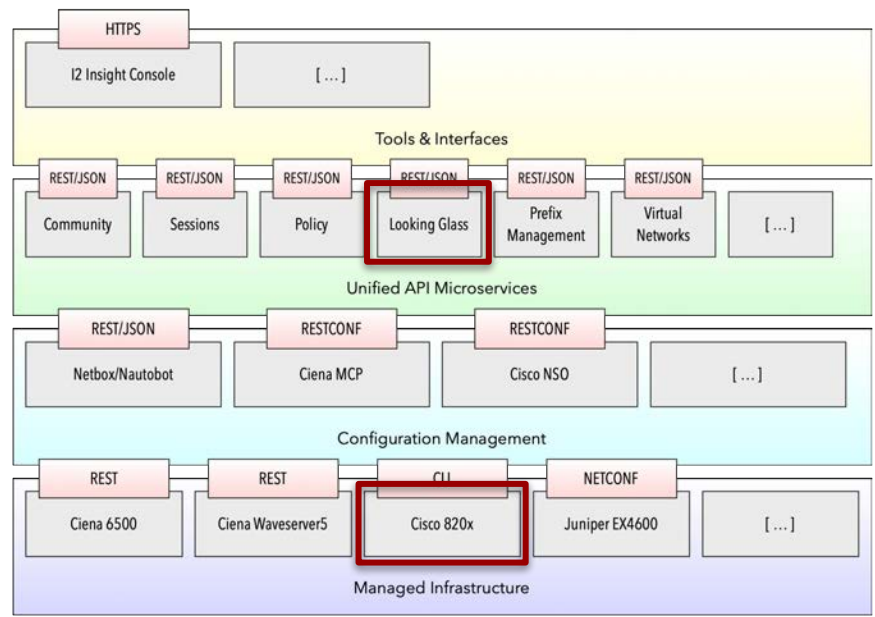 HTTPS
I2 Insight Console
[ ... ]
Tools & Interfaces
REST/JSON
REST/JSON
REST/JSON
REST/JSON
REST/JSON
REST/JSON
Community
Sessions
Policy
Looking Glass
Prefix
Management
Virtual
Networks
[ ... ]
Unified API Microservices
REST/JSON
RESTCONF
RESTCONF
Netbox/Nautobot
Ciena MCP
Cisco NSO
[ ... ]
Configuration Management
REST
REST
CLI
NETCONF
Ciena 6500
Ciena Waveserver5
Cisco 820x
Juniper EX4600
[ ... ]
Managed Infrastructure